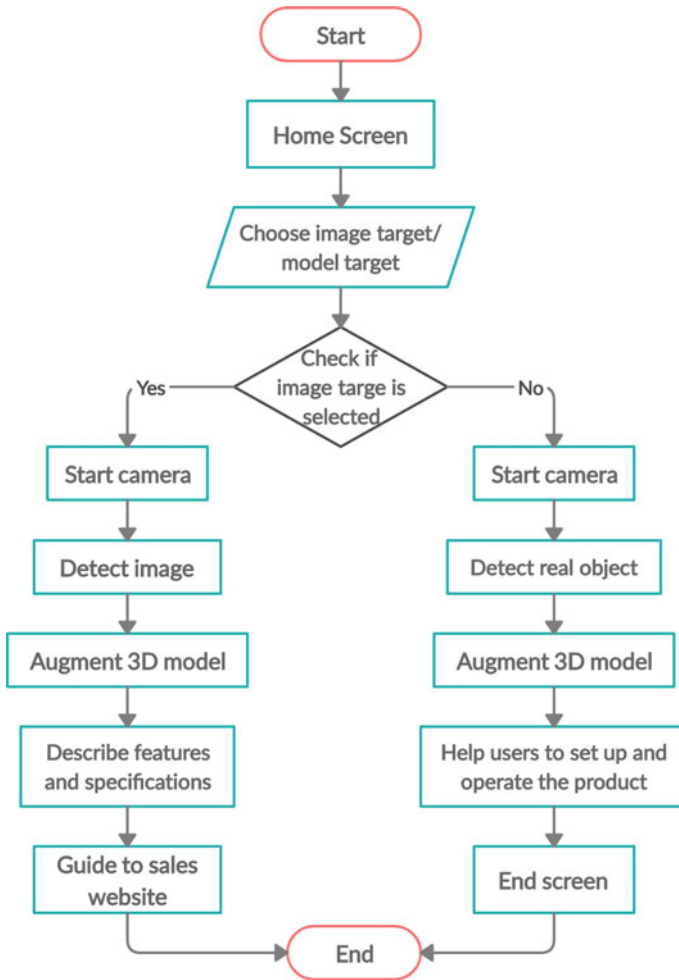 Start
Home Screen
Choose image target/
model target
Check if
image targe is
selected
Yes
No
Start camera
Detect image
Augment 3D model
Describe features
and specifications
Guide to sales
website
Start camera
Detect real object
Augment 3D model
Help users to set up and
operate the product
End screen
End